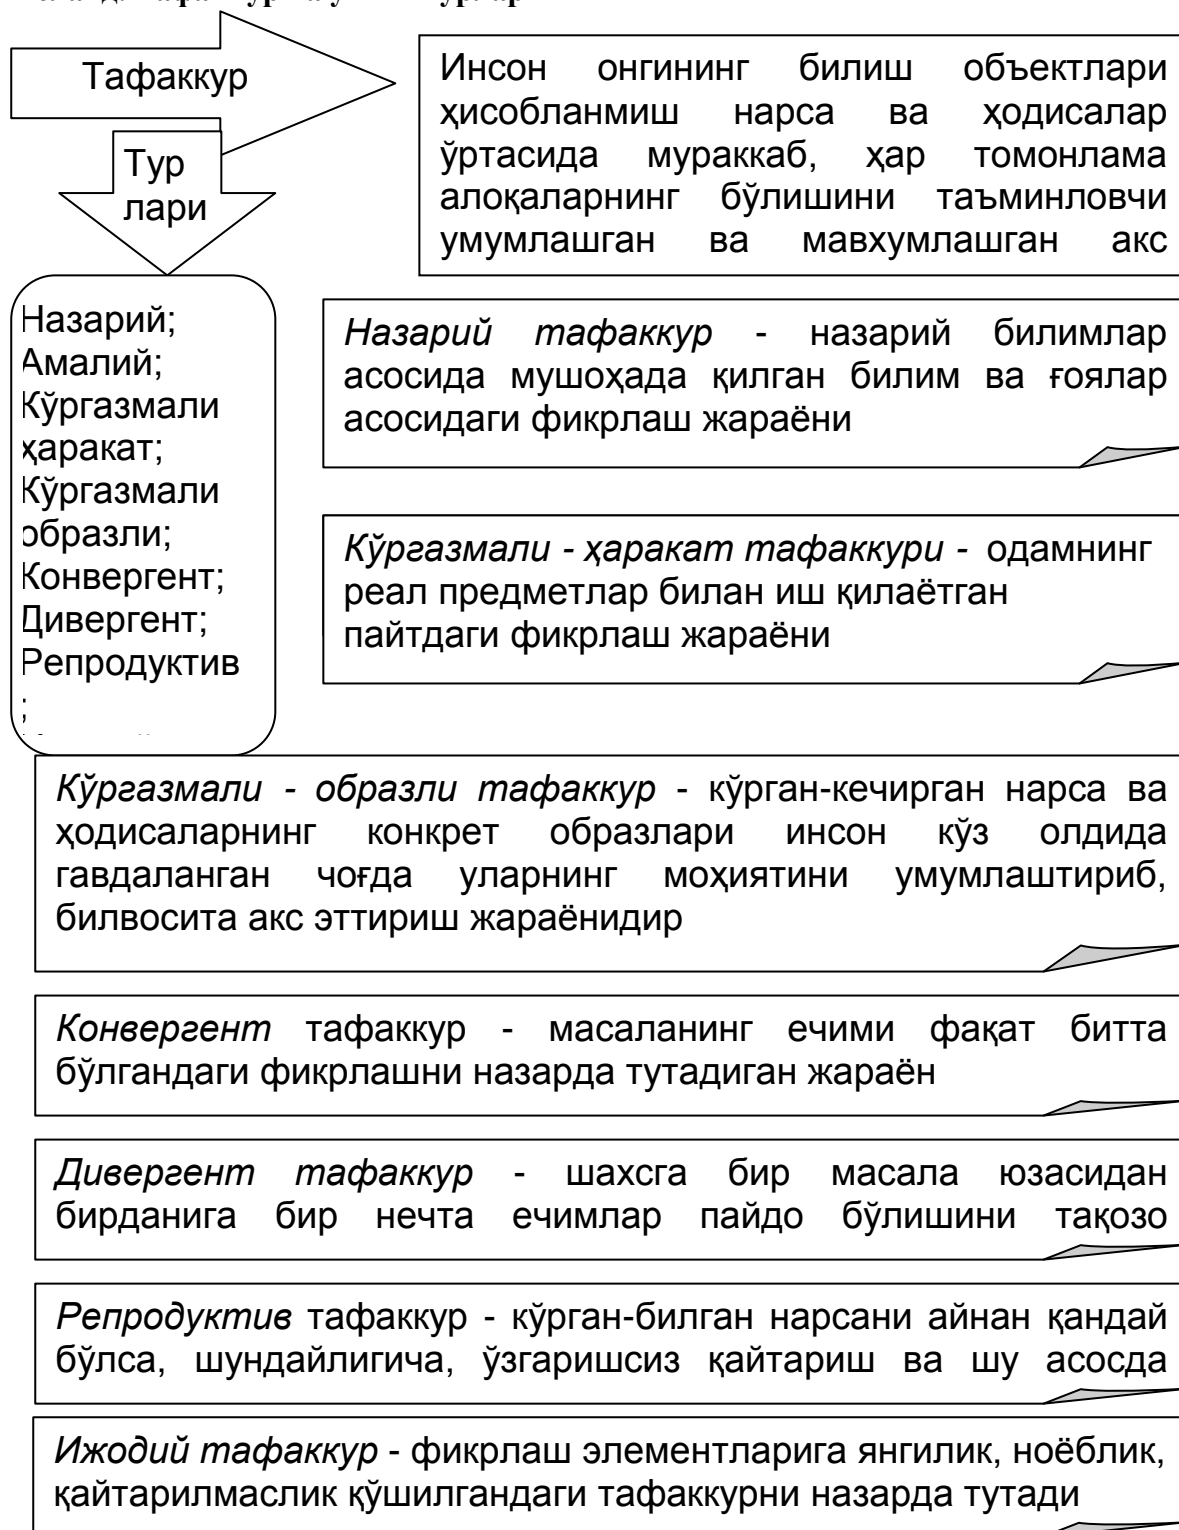 Тафаккур
Инсон онгининг билиш объектлари
ҳисобланмиш нарса ва ҳодисалар
ўртасида мураккаб, ҳар томонлама
алоқаларнинг бўлишини таъминловчи
умумлашган ва мавхумлашган акс
Тур
лари
Назарий;
Амалий;
Кўргазмали
ҳаракат;
Кўргазмали
образли;
Конвергент;
Дивергент;
Репродуктив
;
Назарий тафаккур - назарий билимлар
асосида мушоҳада қилган билим ва ғоялар
асосидаги фикрлаш жараёни
Кўргазмали - ҳаракат тафаккури - одамнинг
реал предметлар билан иш қилаётган
пайтдаги фикрлаш жараёни
Кўргазмали - образли тафаккур - кўрган-кечирган нарса ва
ҳодисаларнинг конкрет образлари инсон кўз олдида
гавдаланган чоғда уларнинг моҳиятини умумлаштириб,
билвосита акс эттириш жараёнидир
Конвергент тафаккур - масаланинг ечими фақат битта
бўлгандаги фикрлашни назарда тутадиган жараён
Дивергент тафаккур - шахсга бир масала юзасидан
бирданига бир нечта ечимлар пайдо бўлишини тақозо
Репродуктив тафаккур - кўрган-билган нарсани айнан қандай
бўлса, шундайлигича, ўзгаришсиз қайтариш ва шу асосда
Ижодий тафаккур - фикрлаш элементларига янгилик, ноёблик,
қайтарилмаслик қўшилгандаги тафаккурни назарда тутади